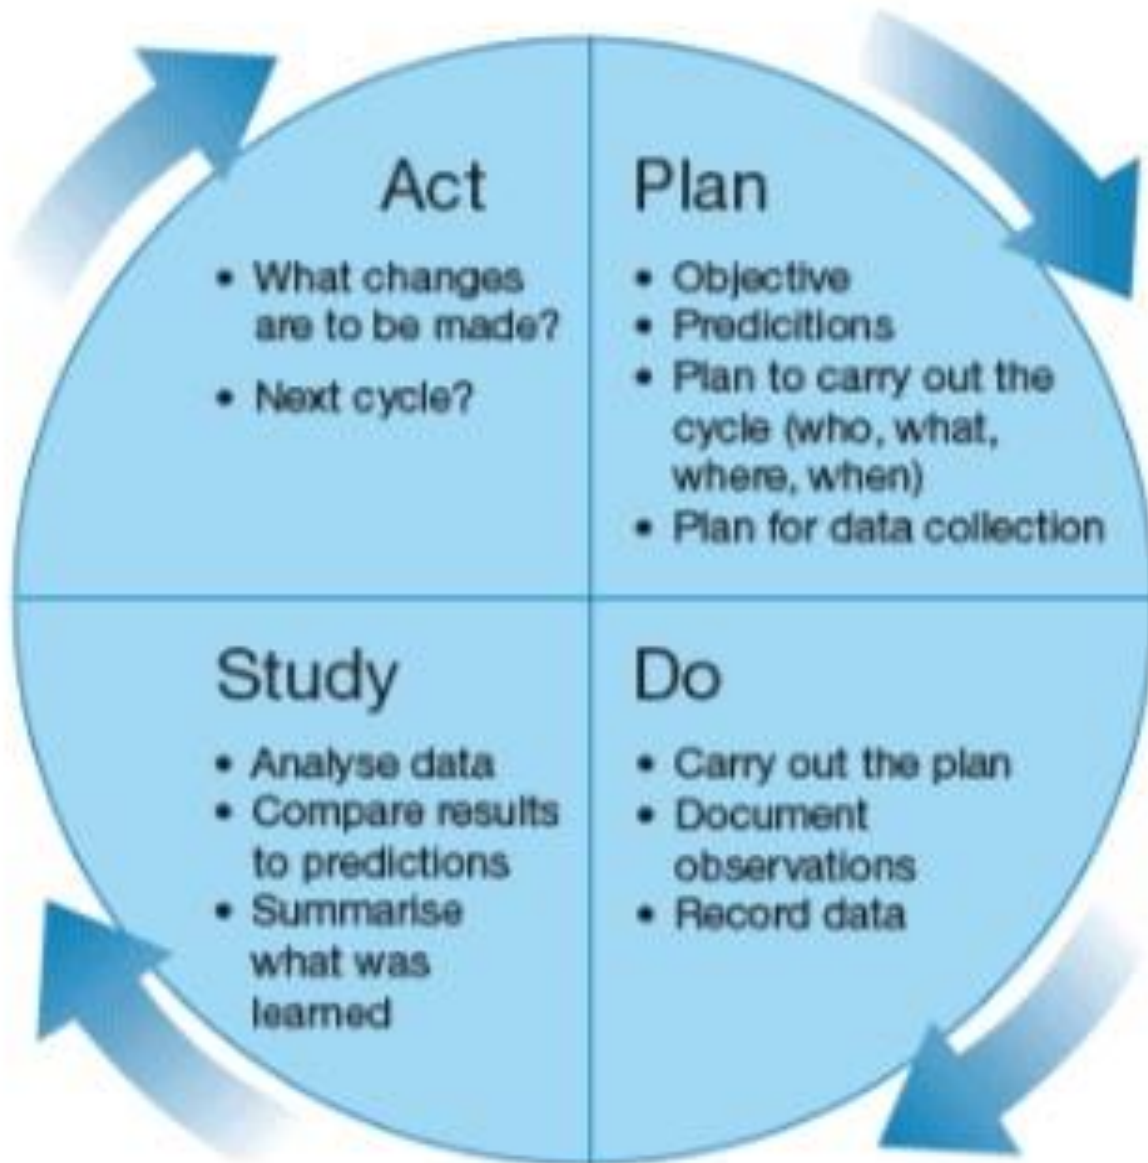 Act
• What changes
are to be made?
• Next cycle?
Plan
• Objective
• Predicitions
• Plan to carry out the
cycle (who, what,
where, when)
• Plan for data collection
Study
• Analyse data
• Compare results
to predictions
• Summarise
what was
learned
Do
• Carry out the plan
• Document
observations
• Record data